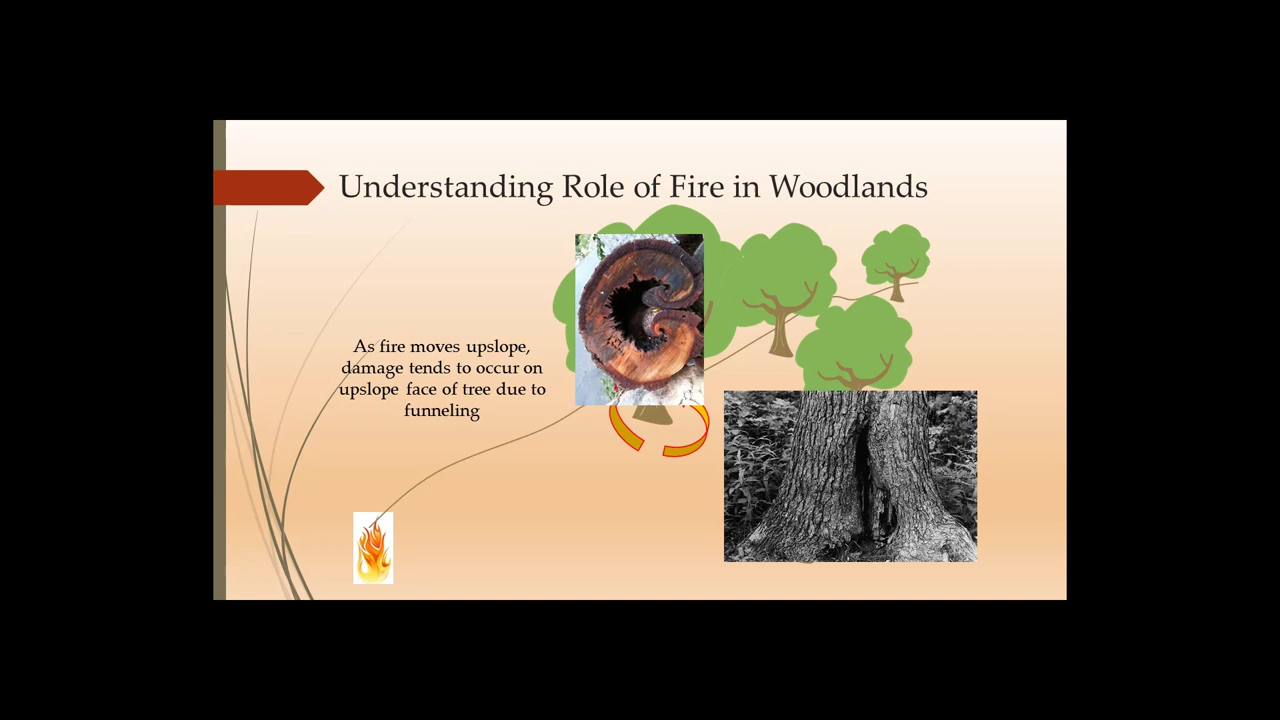 Understanding Role of Fire in Woodlands
As fire moves upslope,
damage tends to occur on
upslope face of tree due to
funneling